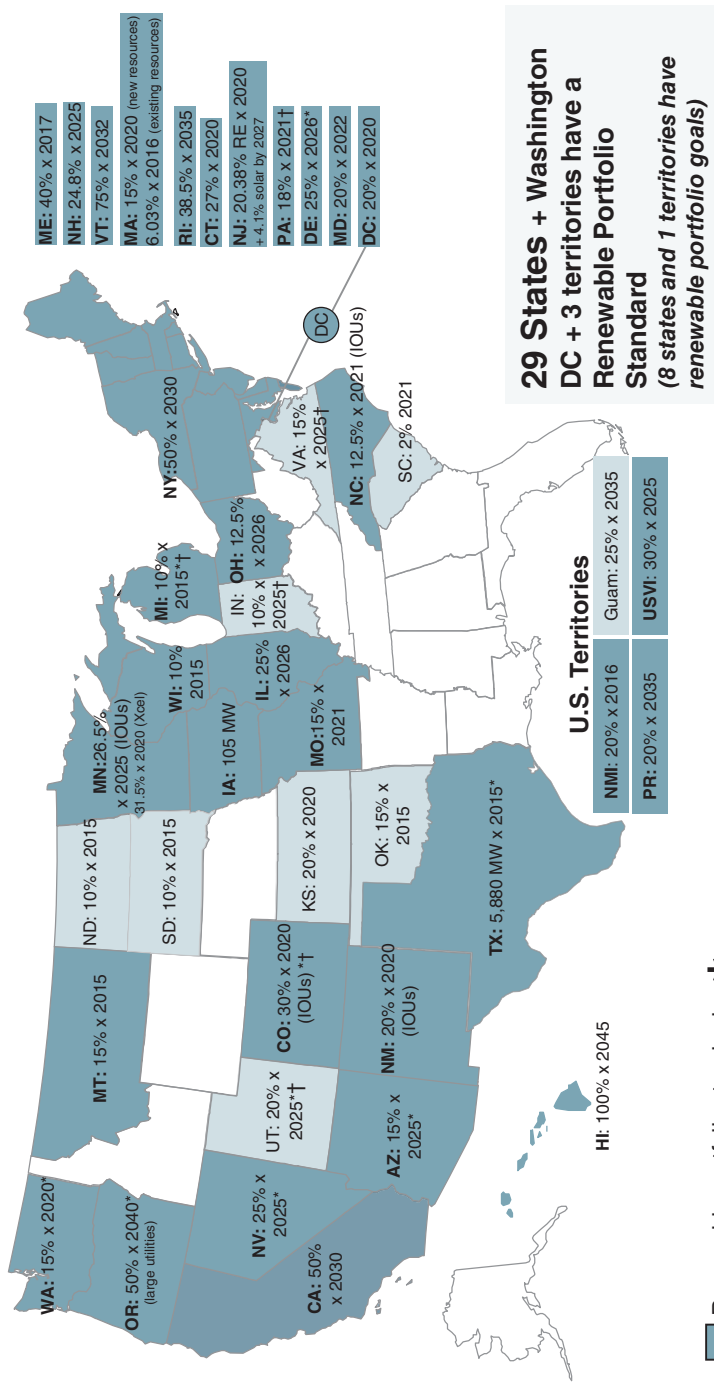 WA: 15% x 2020*
OR: 50% x 2040*
(large utilities)
CA: 50%
x 2030
NV: 25% x
2025*
UT: 20% x
2025*†
AZ: 15% x
2025*
MT: 15% x 2015
CO: 30% x 2020
(IOUs) *†
NM: 20% x 2020
(IOUs)
HI: 100% x 2045
ND: 10% x 2015
SD: 10% x 2015
KS: 20% x 2020
OK: 15% x
2015
TX: 5,880 MW x 2015*
MN:26.5%
x 2025 (IOUs)
31.5% x 2020 (Xcel)
WI: 10%
2015
IA: 105 MW
IL: 25%
x 2026
MO:15% x
2021
MI: 10% x
2015*†
IN:
10% x
2025†
OH: 12.5%
x 2026
NY:50% x 2030
VA: 15%
x 2025†
NC: 12.5% x 2021 (IOUs)
SC: 2% 2021
DC
ME: 40% x 2017
NH: 24.8% x 2025
VT: 75% x 2032
MA: 15% x 2020 (new resources)
6.03% x 2016 (existing resources)
RI: 38.5% x 2035
CT: 27% x 2020
NJ: 20.38% RE x 2020
+ 4.1% solar by 2027
PA: 18% x 2021†
DE: 25% x 2026*
MD: 20% x 2022
DC: 20% x 2020
U.S. Territories
NMI: 20% x 2016
Guam: 25% x 2035
PR: 20% x 2035
USVI: 30% x 2025
29 States + Washington
DC + 3 territories have a
Renewable Portfolio
Standard
(8 states and 1 territories have
renewable portfolio goals)